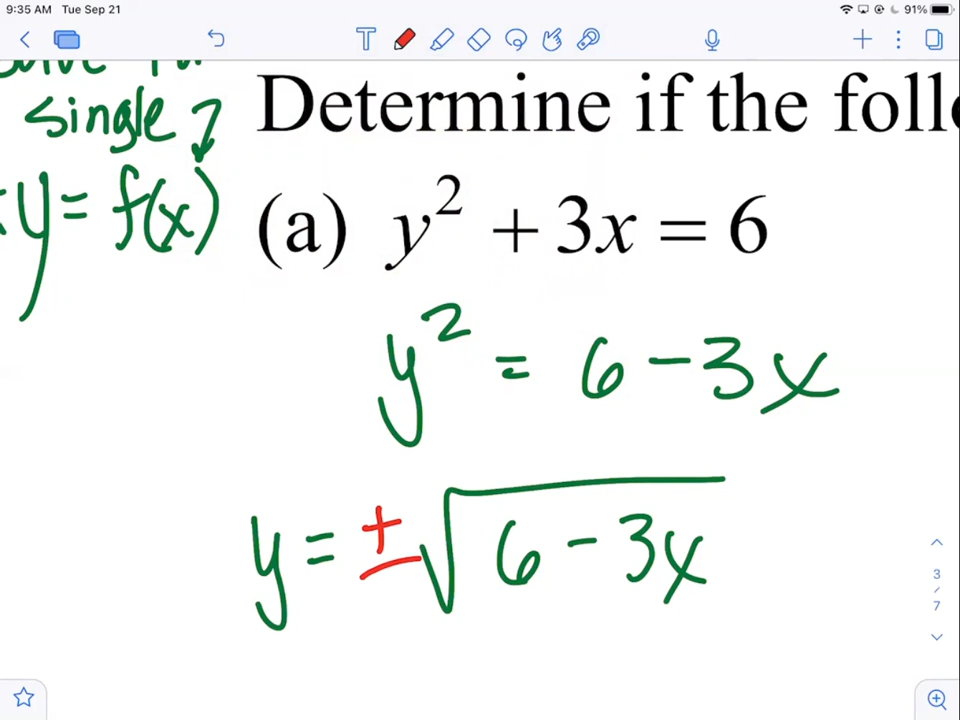 9:35 AM Tue Sep 21
91%
T
single
y = f(x)
Determine if the foll
(a) y² + 3x = 6
y² = 6 - 3x
y = ± √6 - 3x
3
/
7